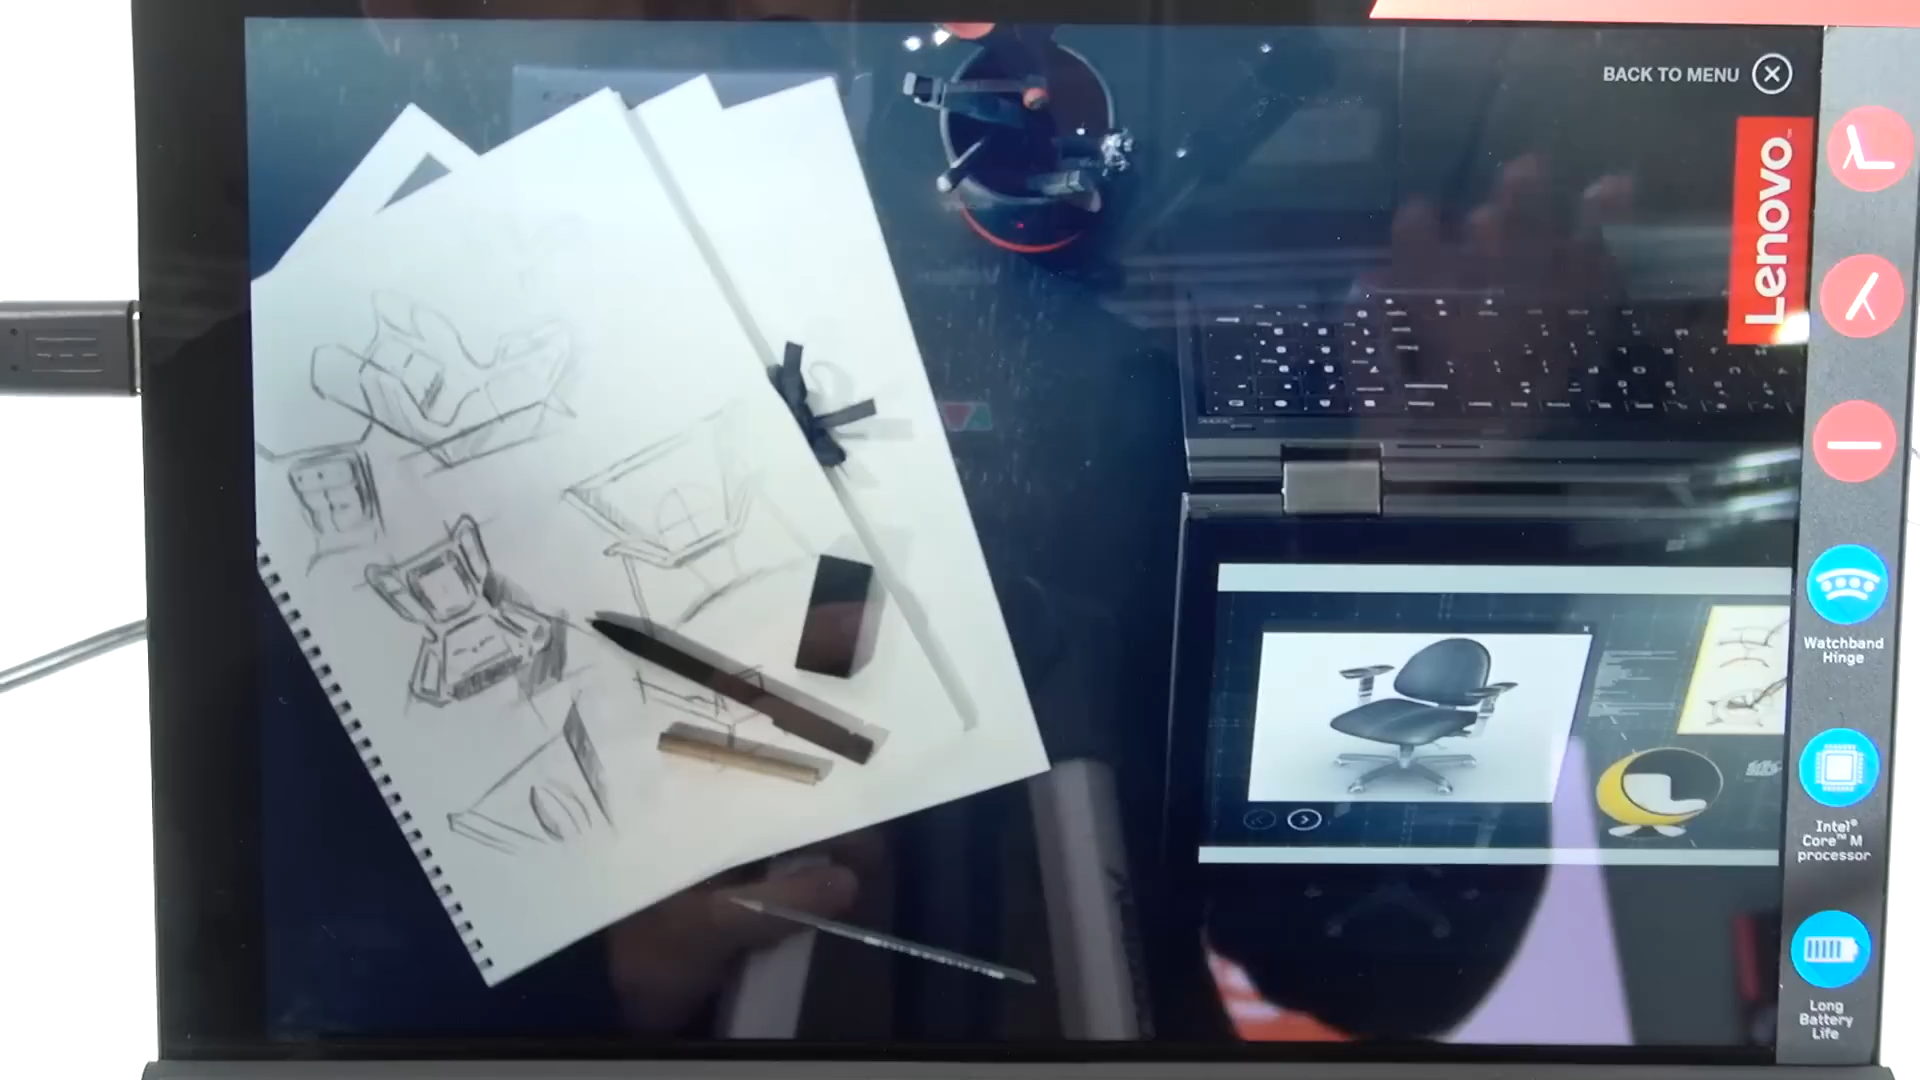 BACK TO MENU
Lenovo
Watchband
Hinge
Intel®
Core™ M
processor
Long
Battery
Life